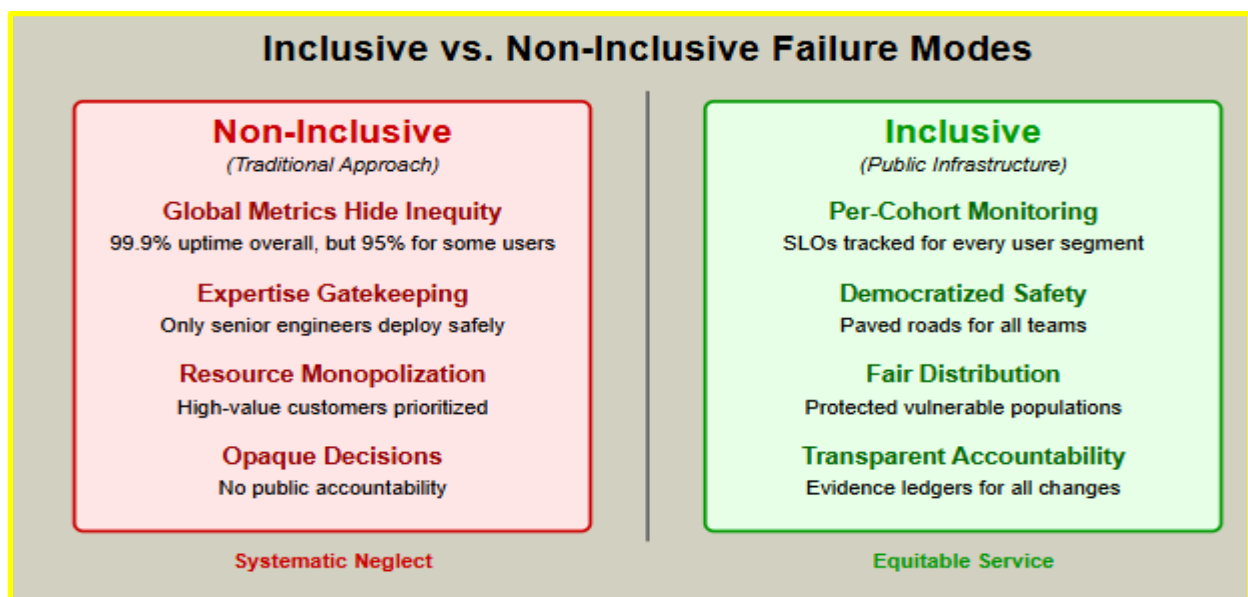 Inclusive vs. Non-Inclusive Failure Modes
Non-Inclusive
(Traditional Approach)
Global Metrics Hide Inequity
99.9% uptime overall, but 95% for some users
Expertise Gatekeeping
Only senior engineers deploy safely
Resource Monopolization
High-value customers prioritized
Opaque Decisions
No public accountability
Systematic Neglect
Inclusive
(Public Infrastructure)
Per-Cohort Monitoring
SLOs tracked for every user segment
Democratized Safety
Paved roads for all teams
Fair Distribution
Protected vulnerable populations
Transparent Accountability
Evidence ledgers for all changes
Equitable Service